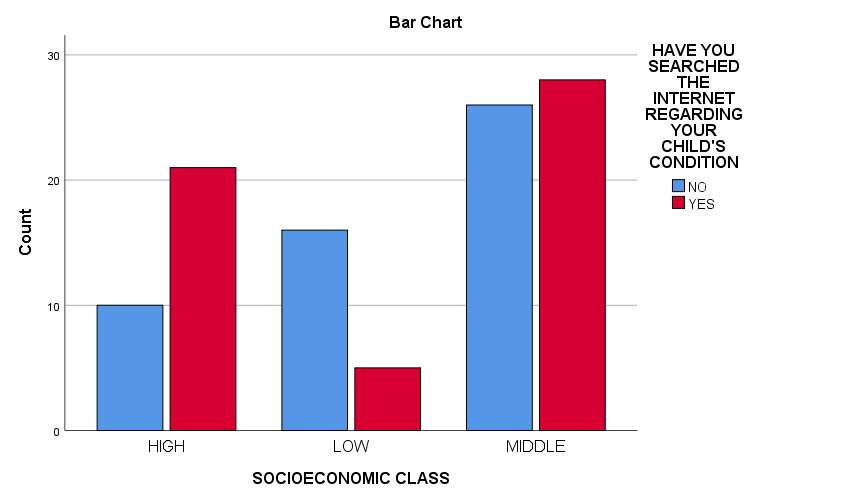 Bar Chart
30
20
10
0
Count
HIGH
LOW
MIDDLE
SOCIOECONOMIC CLASS
HAVE YOU
SEARCHED
THE
INTERNET
REGARDING
YOUR
CHILD'S
CONDITION
NO
YES